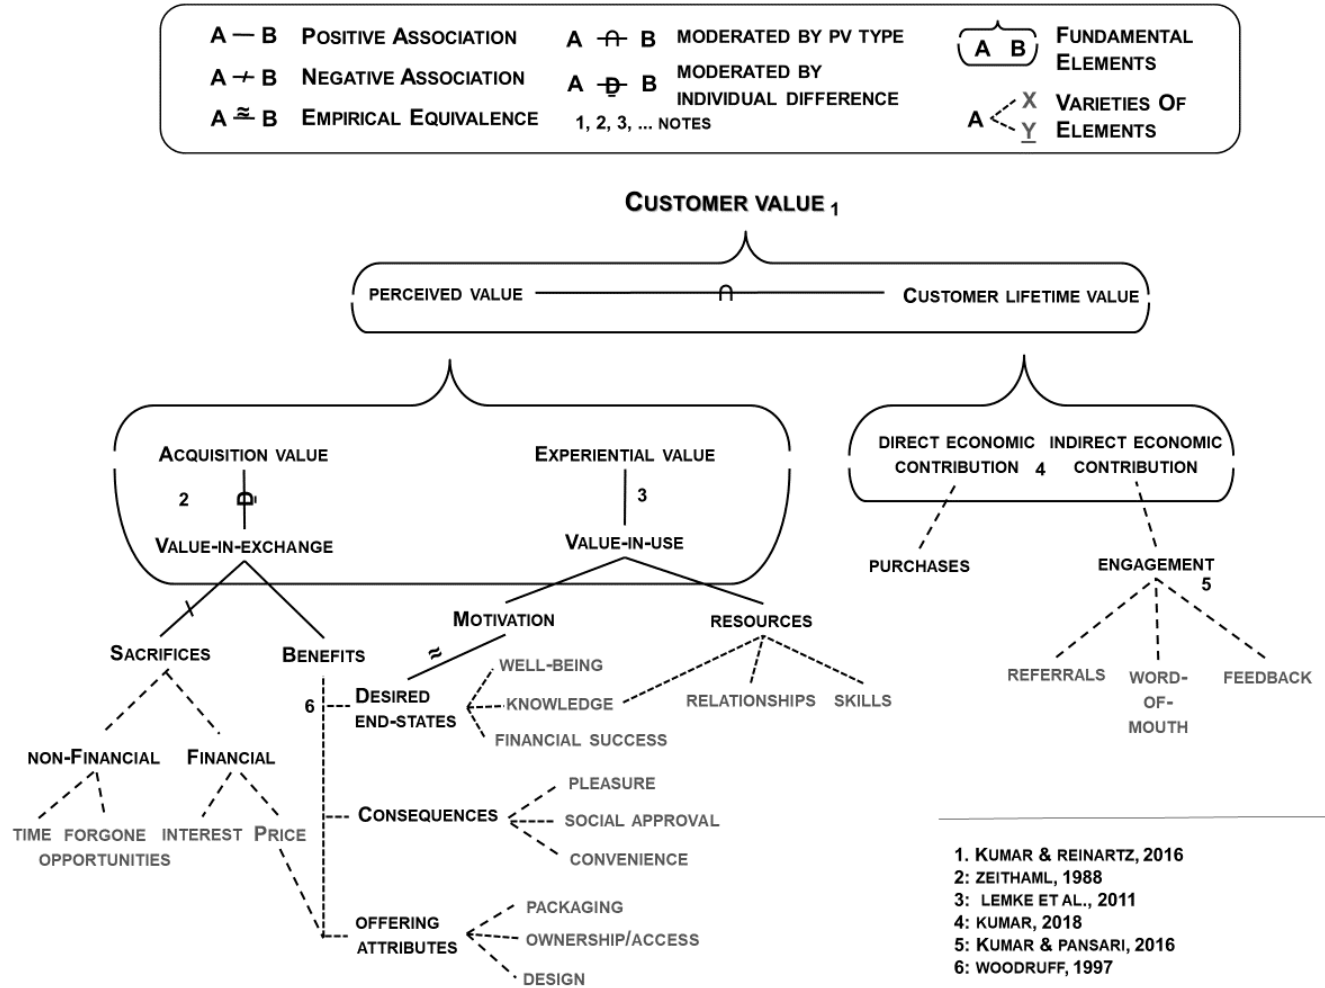 A — B POSITIVE ASSOCIATION
A ⌿ B NEGATIVE ASSOCIATION
A ≈ B EMPIRICAL EQUIVALENCE
A ∩ B MODERATED BY PV TYPE
A D B MODERATED BY
INDIVIDUAL DIFFERENCE
1, 2, 3, ... NOTES
A B FUNDAMENTAL
ELEMENTS
A X Y VARIETIES OF
ELEMENTS
CUSTOMER VALUE 1
PERCEIVED VALUE ∩ CUSTOMER LIFETIME VALUE
ACQUISITION VALUE
2 D
VALUE-IN-EXCHANGE
EXPERIENTIAL VALUE
3
VALUE-IN-USE
DIRECT ECONOMIC
CONTRIBUTION 4
INDIRECT ECONOMIC
CONTRIBUTION
PURCHASES
ENGAGEMENT
5
REFERRALS
WORD-
OF-
MOUTH
FEEDBACK
SACRIFICES
BENEFITS
MOTIVATION
≈
RESOURCES
6
DESIRED
END-STATES
WELL-BEING
KNOWLEDGE
FINANCIAL SUCCESS
RELATIONSHIPS
SKILLS
NON-FINANCIAL
FINANCIAL
TIME
FORGONE
OPPORTUNITIES
INTEREST
PRICE
CONSEQUENCES
PLEASURE
SOCIAL APPROVAL
CONVENIENCE
OFFERING
ATTRIBUTES
PACKAGING
OWNERSHIP/ACCESS
DESIGN
1. KUMAR & REINARTZ, 2016
2: ZEITHAML, 1988
3: LEMKE ET AL., 2011
4: KUMAR, 2018
5: KUMAR & PANSARI, 2016
6: WOODRUFF, 1997